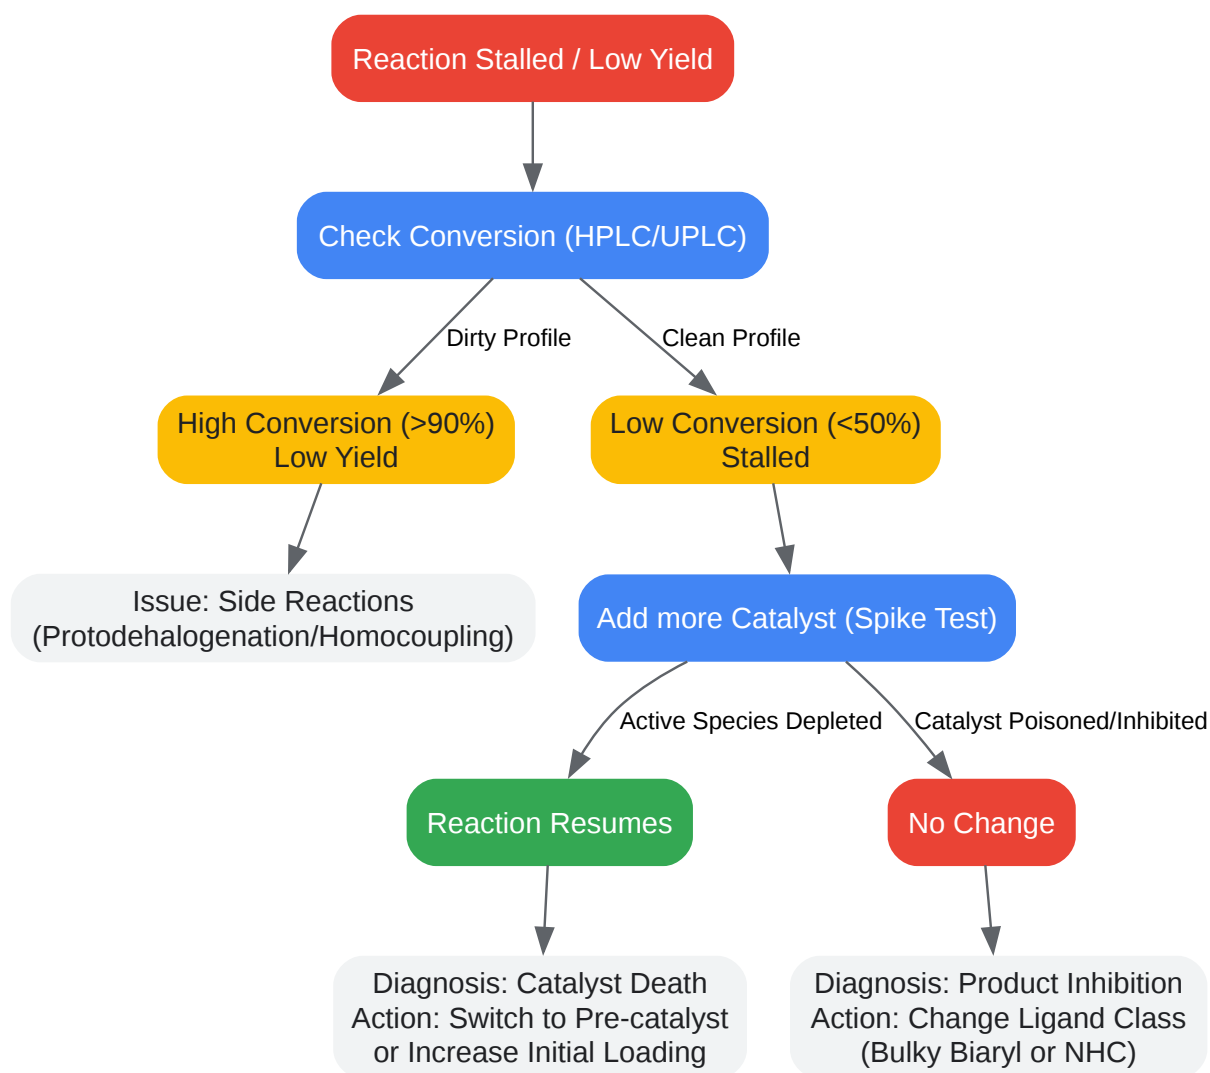 Reaction Stalled / Low Yield
Check Conversion (HPLC/UPLC)
Dirty Profile
Clean Profile
High Conversion (>90%)
Low Yield
Low Conversion (<50%)
Stalled
Issue: Side Reactions
(Protodehalogenation/Homocoupling)
Add more Catalyst (Spike Test)
Active Species Depleted
Catalyst Poisoned/Inhibited
Reaction Resumes
No Change
Diagnosis: Catalyst Death
Action: Switch to Pre-catalyst
or Increase Initial Loading
Diagnosis: Product Inhibition
Action: Change Ligand Class
(Bulky Biaryl or NHC)